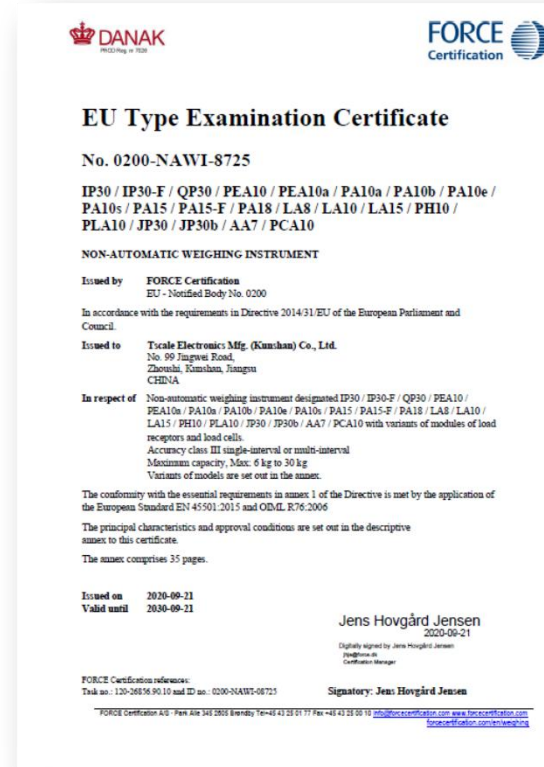 DANAK
PROD Reg. nr 7026
FORCE
Certification
EU Type Examination Certificate
No. 0200-NAWI-8725
IP30 / IP30-F / QP30 / PEA10 / PEA10a / PA10a / PA10b / PA10e /
PA10s / PA15 / PA15-F / PA18 / LA8 / LA10 / LA15 / PH10 /
PLA10 / JP30 / JP30b / AA7 / PCA10
NON-AUTOMATIC WEIGHING INSTRUMENT
Issued by FORCE Certification
EU - Notified Body No. 0200
In accordance with the requirements in Directive 2014/31/EU of the European Parliament and
Council.
Issued to Tscale Electronics Mfg. (Kunshan) Co., Ltd.
No. 99 Jingwei Road,
Zhoushi, Kunshan, Jiangsu
CHINA
In respect of Non-automatic weighing instrument designated IP30 / IP30-F / QP30 / PEA10 /
PEA10a / PA10a / PA10b / PA10e / PA10s / PA15 / PA15-F / PA18 / LA8 / LA10 /
LA15 / PH10 / PLA10 / JP30 / JP30b / AA7 / PCA10 with variants of modules of load
receptors and load cells.
Accuracy class III single-interval or multi-interval
Maximum capacity, Max: 6 kg to 30 kg
Variants of models are set out in the annex.
The conformity with the essential requirements in annex 1 of the Directive is met by the application of
the European Standard EN 45501:2015 and OIML R76:2006
The principal characteristics and approval conditions are set out in the descriptive
annex to this certificate.
The annex comprises 35 pages.
Issued on 2020-09-21
Valid until 2030-09-21
Jens Hovgård Jensen
2020-09-21
Digitally signed by Jens Hovgård Jensen
Certification Manager
FORCE Certification references:
Task no.: 120-26856.90.10 and ID no.: 0200-NAWI-08725
Signatory: Jens Hovgård Jensen
FORCE Certification A/S - Park Alle 345 2605 Brøndby Tel+45 43 25 01 77 Fax +45 43 25 00 10 info@forcecertification.com www.forcecertification.com
forcecertification.com/en/weighing